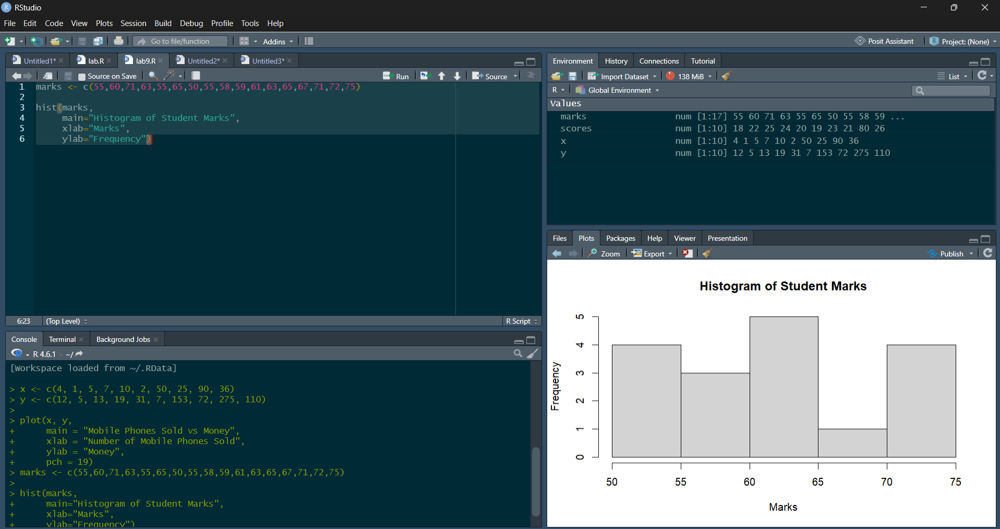 RStudio
File Edit Code View Plots Session Build Debug Profile Tools Help
Go to file/function Addins Posit Assistant Project: (None)
Untitled1* lab.R lab9.R Untitled2* Untitled3*
Source on Save Run Source
1 marks <- c(55,60,71,63,55,65,50,55,58,59,61,63,65,67,71,72,75)
2
3 hist(marks,
4 main="Histogram of Student Marks",
5 xlab="Marks",
6 ylab="Frequency")
6:23 (Top Level) R Script
Console Terminal Background Jobs
R 4.6.1 · ~/
[Workspace loaded from ~/.RData]
> x <- c(4, 1, 5, 7, 10, 2, 50, 25, 90, 36)
> y <- c(12, 5, 13, 19, 31, 7, 153, 72, 275, 110)
>
> plot(x, y,
+ main = "Mobile Phones Sold vs Money",
+ xlab = "Number of Mobile Phones Sold",
+ ylab = "Money",
+ pch = 19)
> marks <- c(55,60,71,63,55,65,50,55,58,59,61,63,65,67,71,72,75)
>
> hist(marks,
+ main="Histogram of Student Marks",
+ xlab="Marks",
+ ylab="Frequency")
Environment History Connections Tutorial
Import Dataset 138 MiB List
R Global Environment
Values
marks num [1:17] 55 60 71 63 55 65 50 55 58 59 ...
scores num [1:10] 18 22 25 24 20 19 23 21 80 26
x num [1:10] 4 1 5 7 10 2 50 25 90 36
y num [1:10] 12 5 13 19 31 7 153 72 275 110
Files Plots Packages Help Viewer Presentation
Zoom Export Publish
Histogram of Student Marks
Frequency
5
4
3
2
1
0
50 55 60 65 70 75
Marks